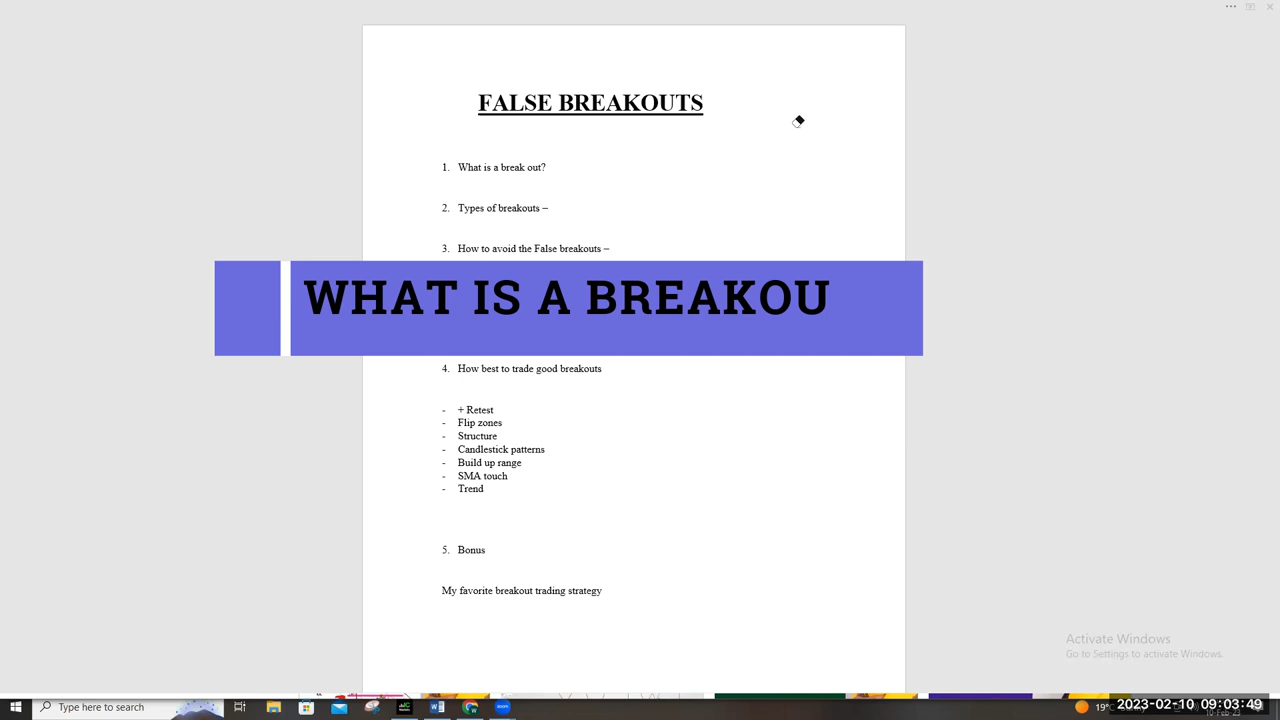 FALSE BREAKOUTS
1. What is a break out?
2. Types of breakouts –
3. How to avoid the False breakouts –
WHAT IS A BREAKOU
4. How best to trade good breakouts
- + Retest
- Flip zones
- Structure
- Candlestick patterns
- Build up range
- SMA touch
- Trend
5. Bonus
My favorite breakout trading strategy
Activate Windows
Go to Settings to activate Windows.
Type here to search
zoom
19°C
2023-02-10 09:03:49